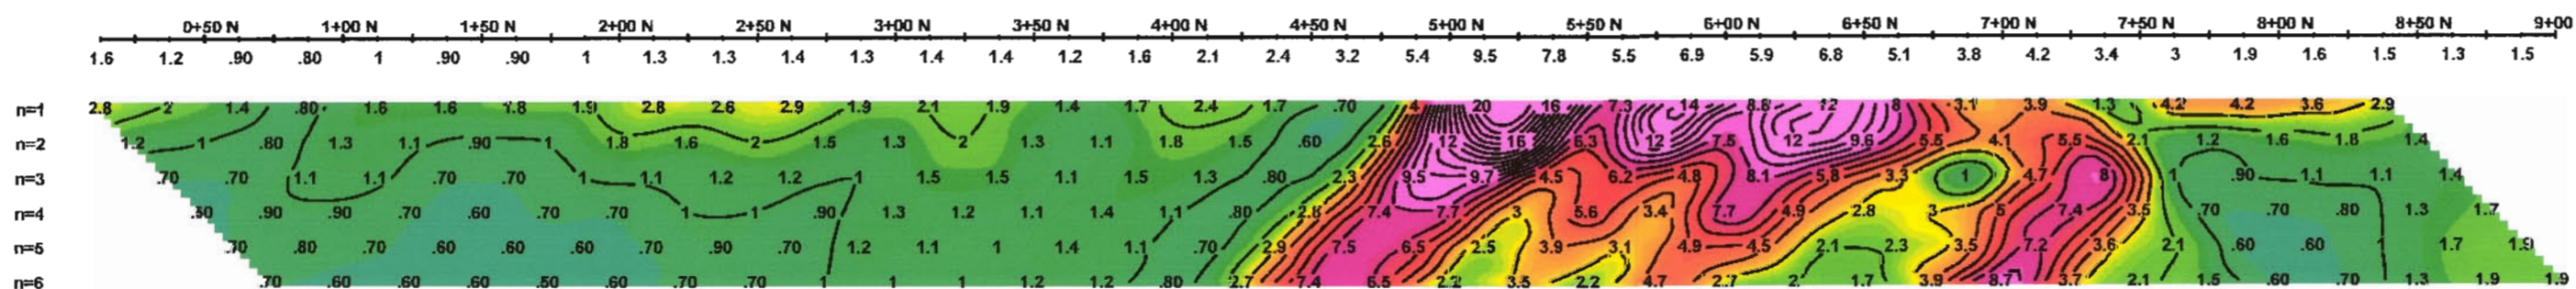 0+50 N 1+00 N 1+50 N 2+00 N 2+50 N 3+00 N 3+50 N 4+00 N 4+50 N 5+00 N 5+50 N 6+00 N 6+50 N 7+00 N 7+50 N 8+00 N 8+50 N 9+00
1.6 1.2 .90 .80 1 .90 .90 1 1.3 1.3 1.4 1.3 1.4 1.4 1.2 1.6 2.1 2.4 3.2 5.4 9.5 7.8 5.5 6.9 5.9 6.8 5.1 3.8 4.2 3.4 3 1.9 1.6 1.5 1.3 1.5
n=1 2.8 2 1.4 .80 1.6 1.6 1.8 1.9 2.8 2.6 2.9 1.9 2.1 1.9 1.4 1.7 2.4 1.7 .70 4 20 16 7.3 14 8.8 12 8 3.1 3.9 1.3 4.2 4.2 3.6 2.9
n=2 1.2 1 .80 1.3 1.1 .90 1 1.8 1.6 2 1.5 1.3 2 1.3 1.1 1.8 1.5 .60 2.6 12 16 6.3 12 7.5 12 9.6 5.5 4.1 5.5 2.1 1.2 1.6 1.8 1.4
n=3 .70 .70 1.1 1.1 .70 .70 1 1.1 1.2 1.2 1 1.5 1.5 1.1 1.5 1.3 .80 2.3 9.5 9.7 4.5 6.2 4.8 8.1 5.8 3.3 1 4.7 8 1 .90 1.1 1.1 1.4
n=4 .50 .90 .90 .70 .60 .70 .70 1 1 .90 1.3 1.2 1.1 1.4 1.1 .80 2.8 7.4 7.7 3 5.6 3.4 7.7 4.9 2.8 3 5 7.4 3.5 .70 .70 .80 1.3 1.7
n=5 .70 .80 .70 .60 .60 .60 .70 .90 .70 1.2 1.1 1 1.4 1.1 .70 2.9 7.5 6.5 2.5 3.9 3.1 4.9 4.5 2.1 2.3 3.5 7.2 3.6 2.1 .60 .60 1 1.7 1.9
n=6 .70 .60 .60 .60 .50 .60 .70 .70 1 1 1 1.2 1.2 .80 2.7 7.4 6.5 2.2 3.5 2.2 4.7 2.7 2 1.7 3.9 8.7 3.7 2.1 1.5 .60 .70 1.3 1.9 1.9